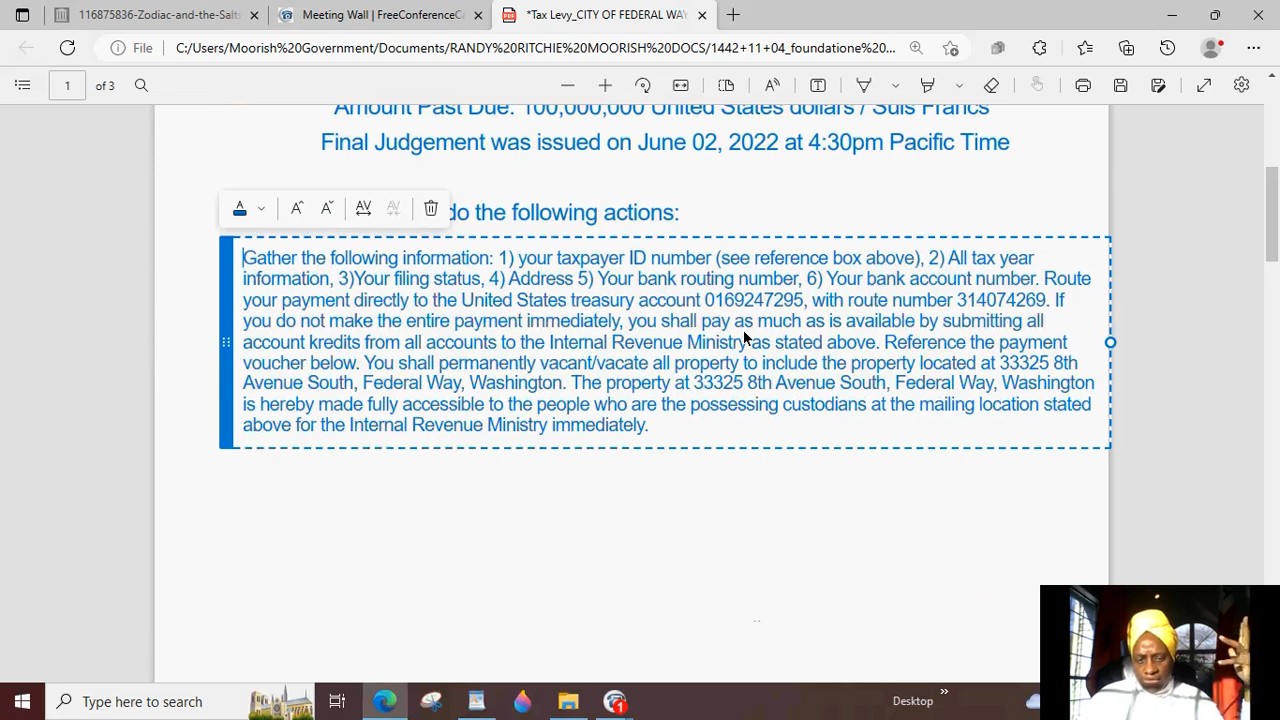 116875836-Zodiac-and-the-Salts
Meeting Wall | FreeConferenceCa
*Tax Levy_CITY OF FEDERAL WAY
File
C:/Users/Moorish%20Government/Documents/RANDY%20RITCHIE%20MOORISH%20DOCS/1442+11+04_foundatione%20...
1 of 3
Amount Past Due: 100,000,000 United States dollars / Suis Francs
Final Judgement was issued on June 02, 2022 at 4:30pm Pacific Time
do the following actions:
Gather the following information: 1) your taxpayer ID number (see reference box above), 2) All tax year
information, 3)Your filing status, 4) Address 5) Your bank routing number, 6) Your bank account number. Route
your payment directly to the United States treasury account 0169247295, with route number 314074269. If
you do not make the entire payment immediately, you shall pay as much as is available by submitting all
account kredits from all accounts to the Internal Revenue Ministry as stated above. Reference the payment
voucher below. You shall permanently vacant/vacate all property to include the property located at 33325 8th
Avenue South, Federal Way, Washington. The property at 33325 8th Avenue South, Federal Way, Washington
is hereby made fully accessible to the people who are the possessing custodians at the mailing location stated
above for the Internal Revenue Ministry immediately.
Type here to search
1
Desktop